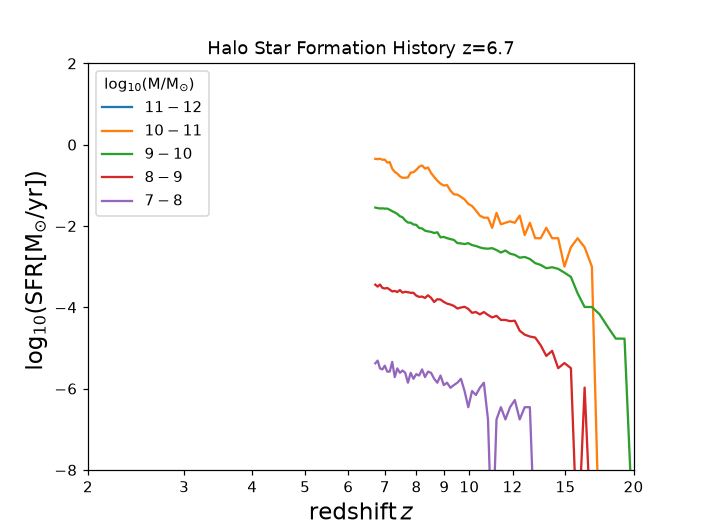 Halo Star Formation History z=6.7
log₁₀(M/M☉)
11 − 12
10 − 11
9 − 10
8 − 9
7 − 8
log₁₀(SFR[M☉/yr])
2
0
−2
−4
−6
−8
2 3 4 5 6 7 8 9 10 12 15 20
redshift z